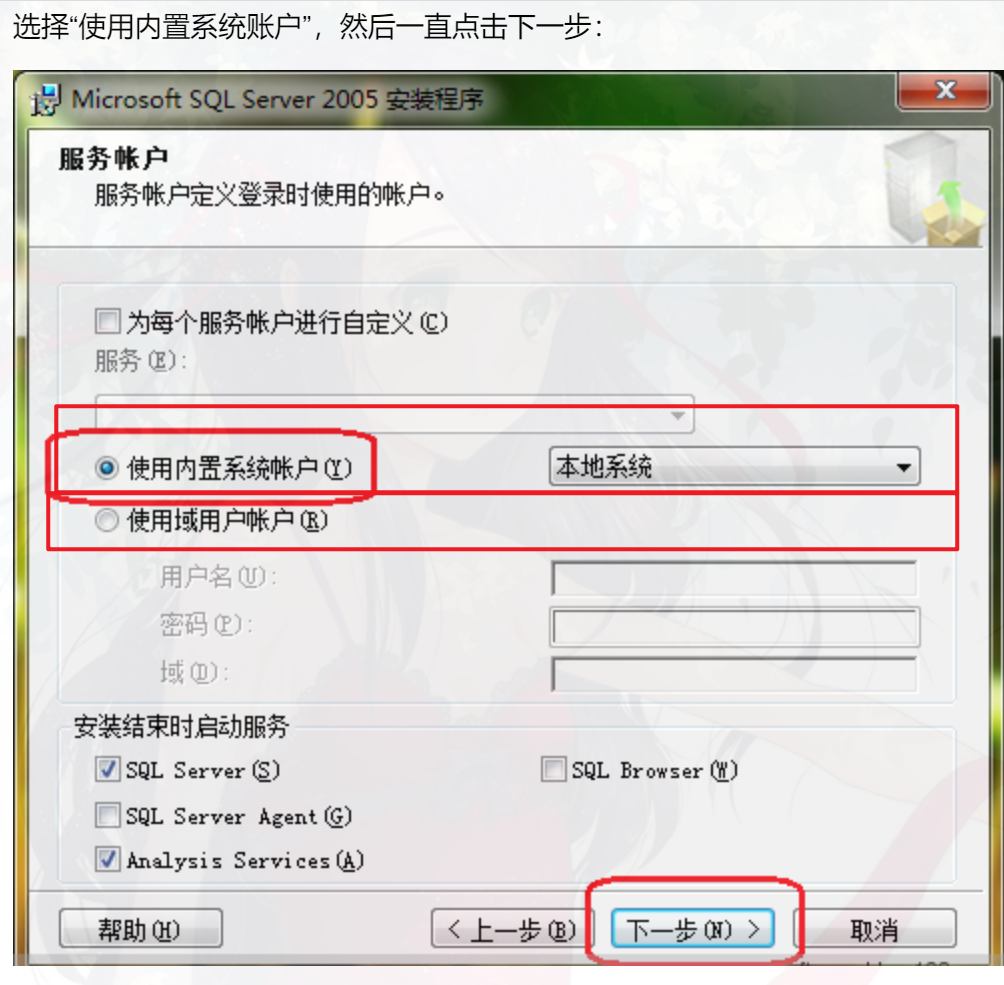 选择“使用内置系统账户”，然后一直点击下一步：
Microsoft SQL Server 2005 安装程序
服务帐户
服务帐户定义登录时使用的帐户。
为每个服务帐户进行自定义(C)
服务(E):
使用内置系统帐户(Y)
本地系统
使用域用户帐户(R)
用户名(U):
密码(P):
域(D):
安装结束时启动服务
SQL Server(S)
SQL Browser(W)
SQL Server Agent(G)
Analysis Services(A)
帮助(H)
< 上一步(B)
下一步(N) >
取消